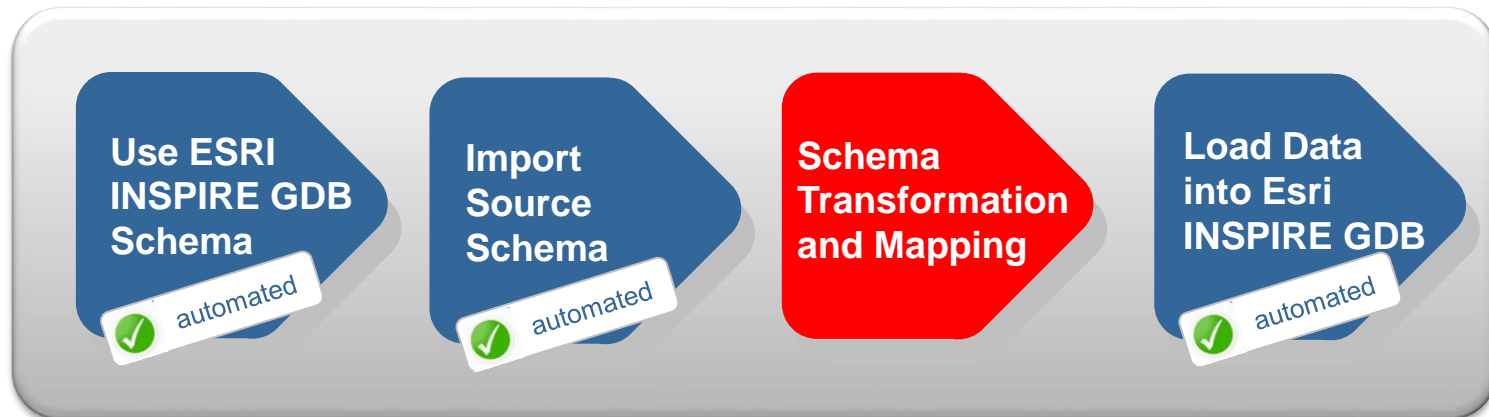 Use ESRI
INSPIRE GDB
Schema
automated
Import
Source
Schema
automated
Schema
Transformation
and Mapping
Load Data
into Esri
INSPIRE GDB
automated